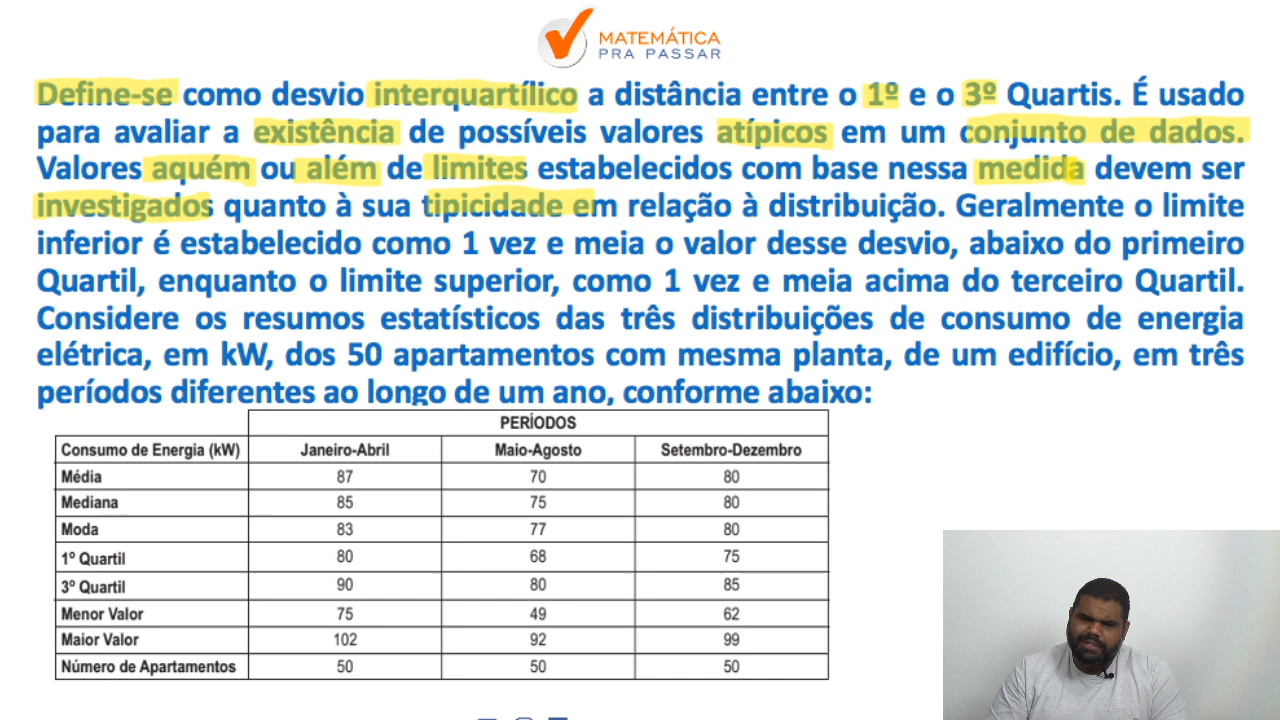 MATEMÁTICA
PRA PASSAR
Define-se como desvio interquartílico a distância entre o 1º e o 3º Quartis. É usado
para avaliar a existência de possíveis valores atípicos em um conjunto de dados.
Valores aquém ou além de limites estabelecidos com base nessa medida devem ser
investigados quanto à sua tipicidade em relação à distribuição. Geralmente o limite
inferior é estabelecido como 1 vez e meia o valor desse desvio, abaixo do primeiro
Quartil, enquanto o limite superior, como 1 vez e meia acima do terceiro Quartil.
Considere os resumos estatísticos das três distribuições de consumo de energia
elétrica, em kW, dos 50 apartamentos com mesma planta, de um edifício, em três
períodos diferentes ao longo de um ano, conforme abaixo:
PERÍODOS
Consumo de Energia (kW) Janeiro-Abril Maio-Agosto Setembro-Dezembro
Média 87 70 80
Mediana 85 75 80
Moda 83 77 80
1º Quartil 80 68 75
3º Quartil 90 80 85
Menor Valor 75 49 62
Maior Valor 102 92 99
Número de Apartamentos 50 50 50